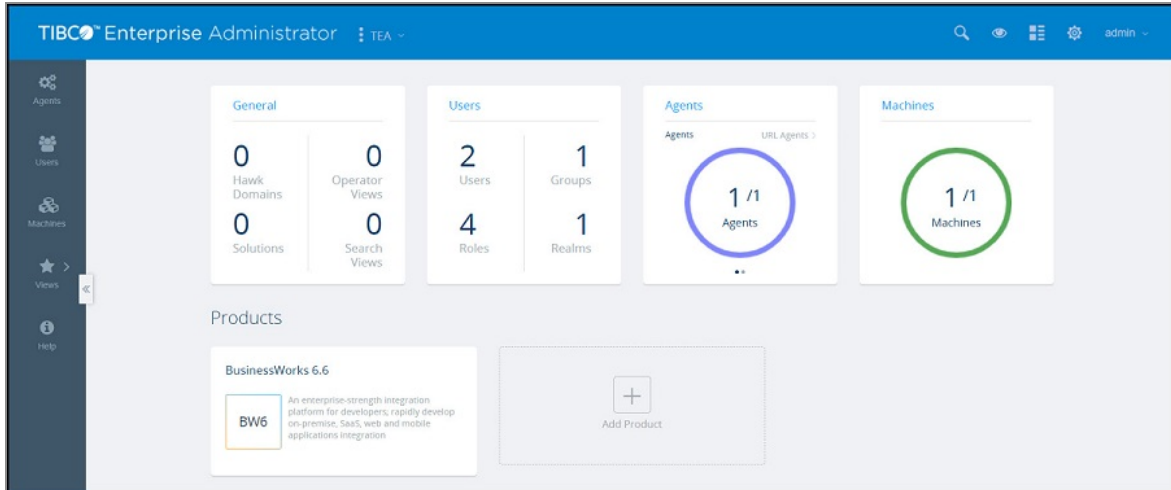 TIBCO™ Enterprise Administrator
TEA
admin
Agents
Users
Machines
Views
Help
General
0
Hawk
Domains
0
Operator
Views
0
Solutions
0
Search
Views
Users
2
Users
1
Groups
4
Roles
1
Realms
Agents
Agents
URL Agents
1 /1
Agents
Machines
1 /1
Machines
Products
BusinessWorks 6.6
BW6
An enterprise-strength integration
platform for developers; rapidly develop
on-premise, SaaS, web and mobile
applications integration
Add Product